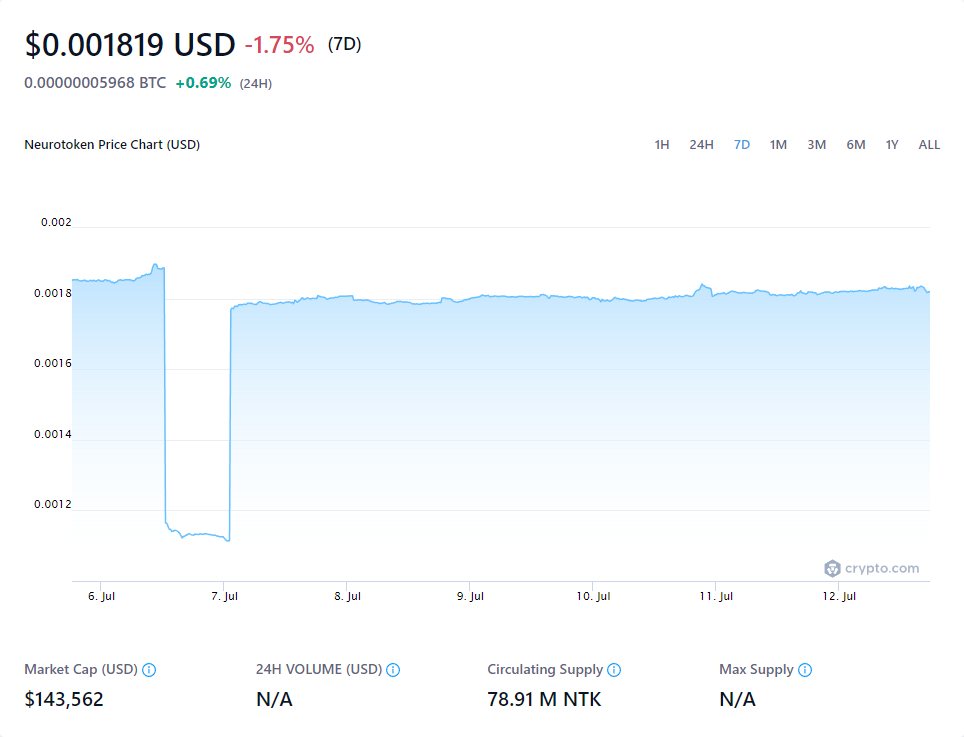 $0.001819 USD -1.75% (7D)
0.00000005968 BTC +0.69% (24H)
Neurotoken Price Chart (USD) 1H 24H 7D 1M 3M 6M 1Y ALL
0.002
0.0018
0.0016
0.0014
0.0012
crypto.com
6. Jul 7. Jul 8. Jul 9. Jul 10. Jul 11. Jul 12. Jul
Market Cap (USD) 24H VOLUME (USD) Circulating Supply Max Supply
$143,562 N/A 78.91 M NTK N/A